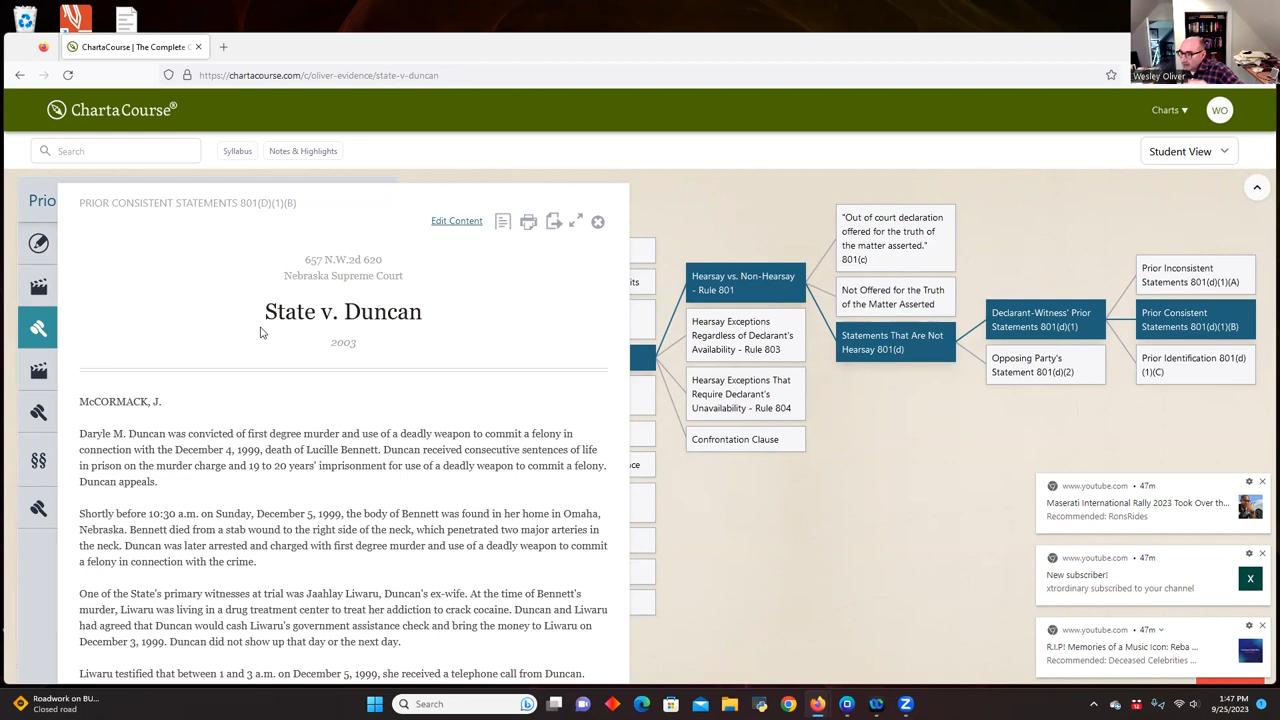 ChartaCourse | The Complete C
https://chartacourse.com/c/oliver-evidence/state-v-duncan
Wesley Oliver
ChartaCourse®
Charts
WO
Search
Syllabus
Notes & Highlights
Student View
Prio
§§
PRIOR CONSISTENT STATEMENTS 801(D)(1)(B)
Edit Content
657 N.W.2d 620
Nebraska Supreme Court
State v. Duncan
2003
McCORMACK, J.
Daryle M. Duncan was convicted of first degree murder and use of a deadly weapon to commit a felony in
connection with the December 4, 1999, death of Lucille Bennett. Duncan received consecutive sentences of life
in prison on the murder charge and 19 to 20 years' imprisonment for use of a deadly weapon to commit a felony.
Duncan appeals.
Shortly before 10:30 a.m. on Sunday, December 5, 1999, the body of Bennett was found in her home in Omaha,
Nebraska. Bennett died from a stab wound to the right side of the neck, which penetrated two major arteries in
the neck. Duncan was later arrested and charged with first degree murder and use of a deadly weapon to commit
a felony in connection with the crime.
One of the State's primary witnesses at trial was Jaahlay Liwaru, Duncan's ex-wife. At the time of Bennett's
murder, Liwaru was living in a drug treatment center to treat her addiction to crack cocaine. Duncan and Liwaru
had agreed that Duncan would cash Liwaru's government assistance check and bring the money to Liwaru on
December 3, 1999. Duncan did not show up that day or the next day.
Liwaru testified that between 1 and 3 a.m. on December 5, 1999, she received a telephone call from Duncan.
its
ce
Hearsay vs. Non-Hearsay
- Rule 801
Hearsay Exceptions
Regardless of Declarant's
Availability - Rule 803
Hearsay Exceptions That
Require Declarant's
Unavailability - Rule 804
Confrontation Clause
"Out of court declaration
offered for the truth of
the matter asserted."
801(c)
Not Offered for the Truth
of the Matter Asserted
Statements That Are Not
Hearsay 801(d)
Declarant-Witness' Prior
Statements 801(d)(1)
Opposing Party's
Statement 801(d)(2)
Prior Inconsistent
Statements 801(d)(1)(A)
Prior Consistent
Statements 801(d)(1)(B)
Prior Identification 801(d)
(1)(C)
www.youtube.com • 47m
Maserati International Rally 2023 Took Over th...
Recommended: RonsRides
www.youtube.com • 47m
New subscriber!
xtrordinary subscribed to your channel
X
www.youtube.com • 47m
R.I.P! Memories of a Music Icon: Reba ...
Recommended: Deceased Celebrities ...
Roadwork on BU...
Closed road
Search
1:47 PM
9/25/2023